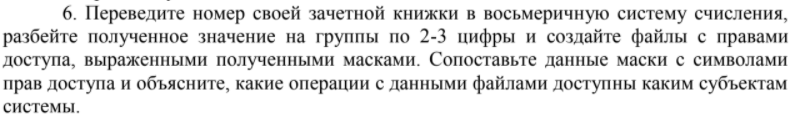 6. Переведите номер своей зачетной книжки в восьмеричную систему счисления,
разбейте полученное значение на группы по 2-3 цифры и создайте файлы с правами
доступа, выраженными полученными масками. Сопоставьте данные маски с символами
прав доступа и объясните, какие операции с данными файлами доступны каким субъектам
системы.